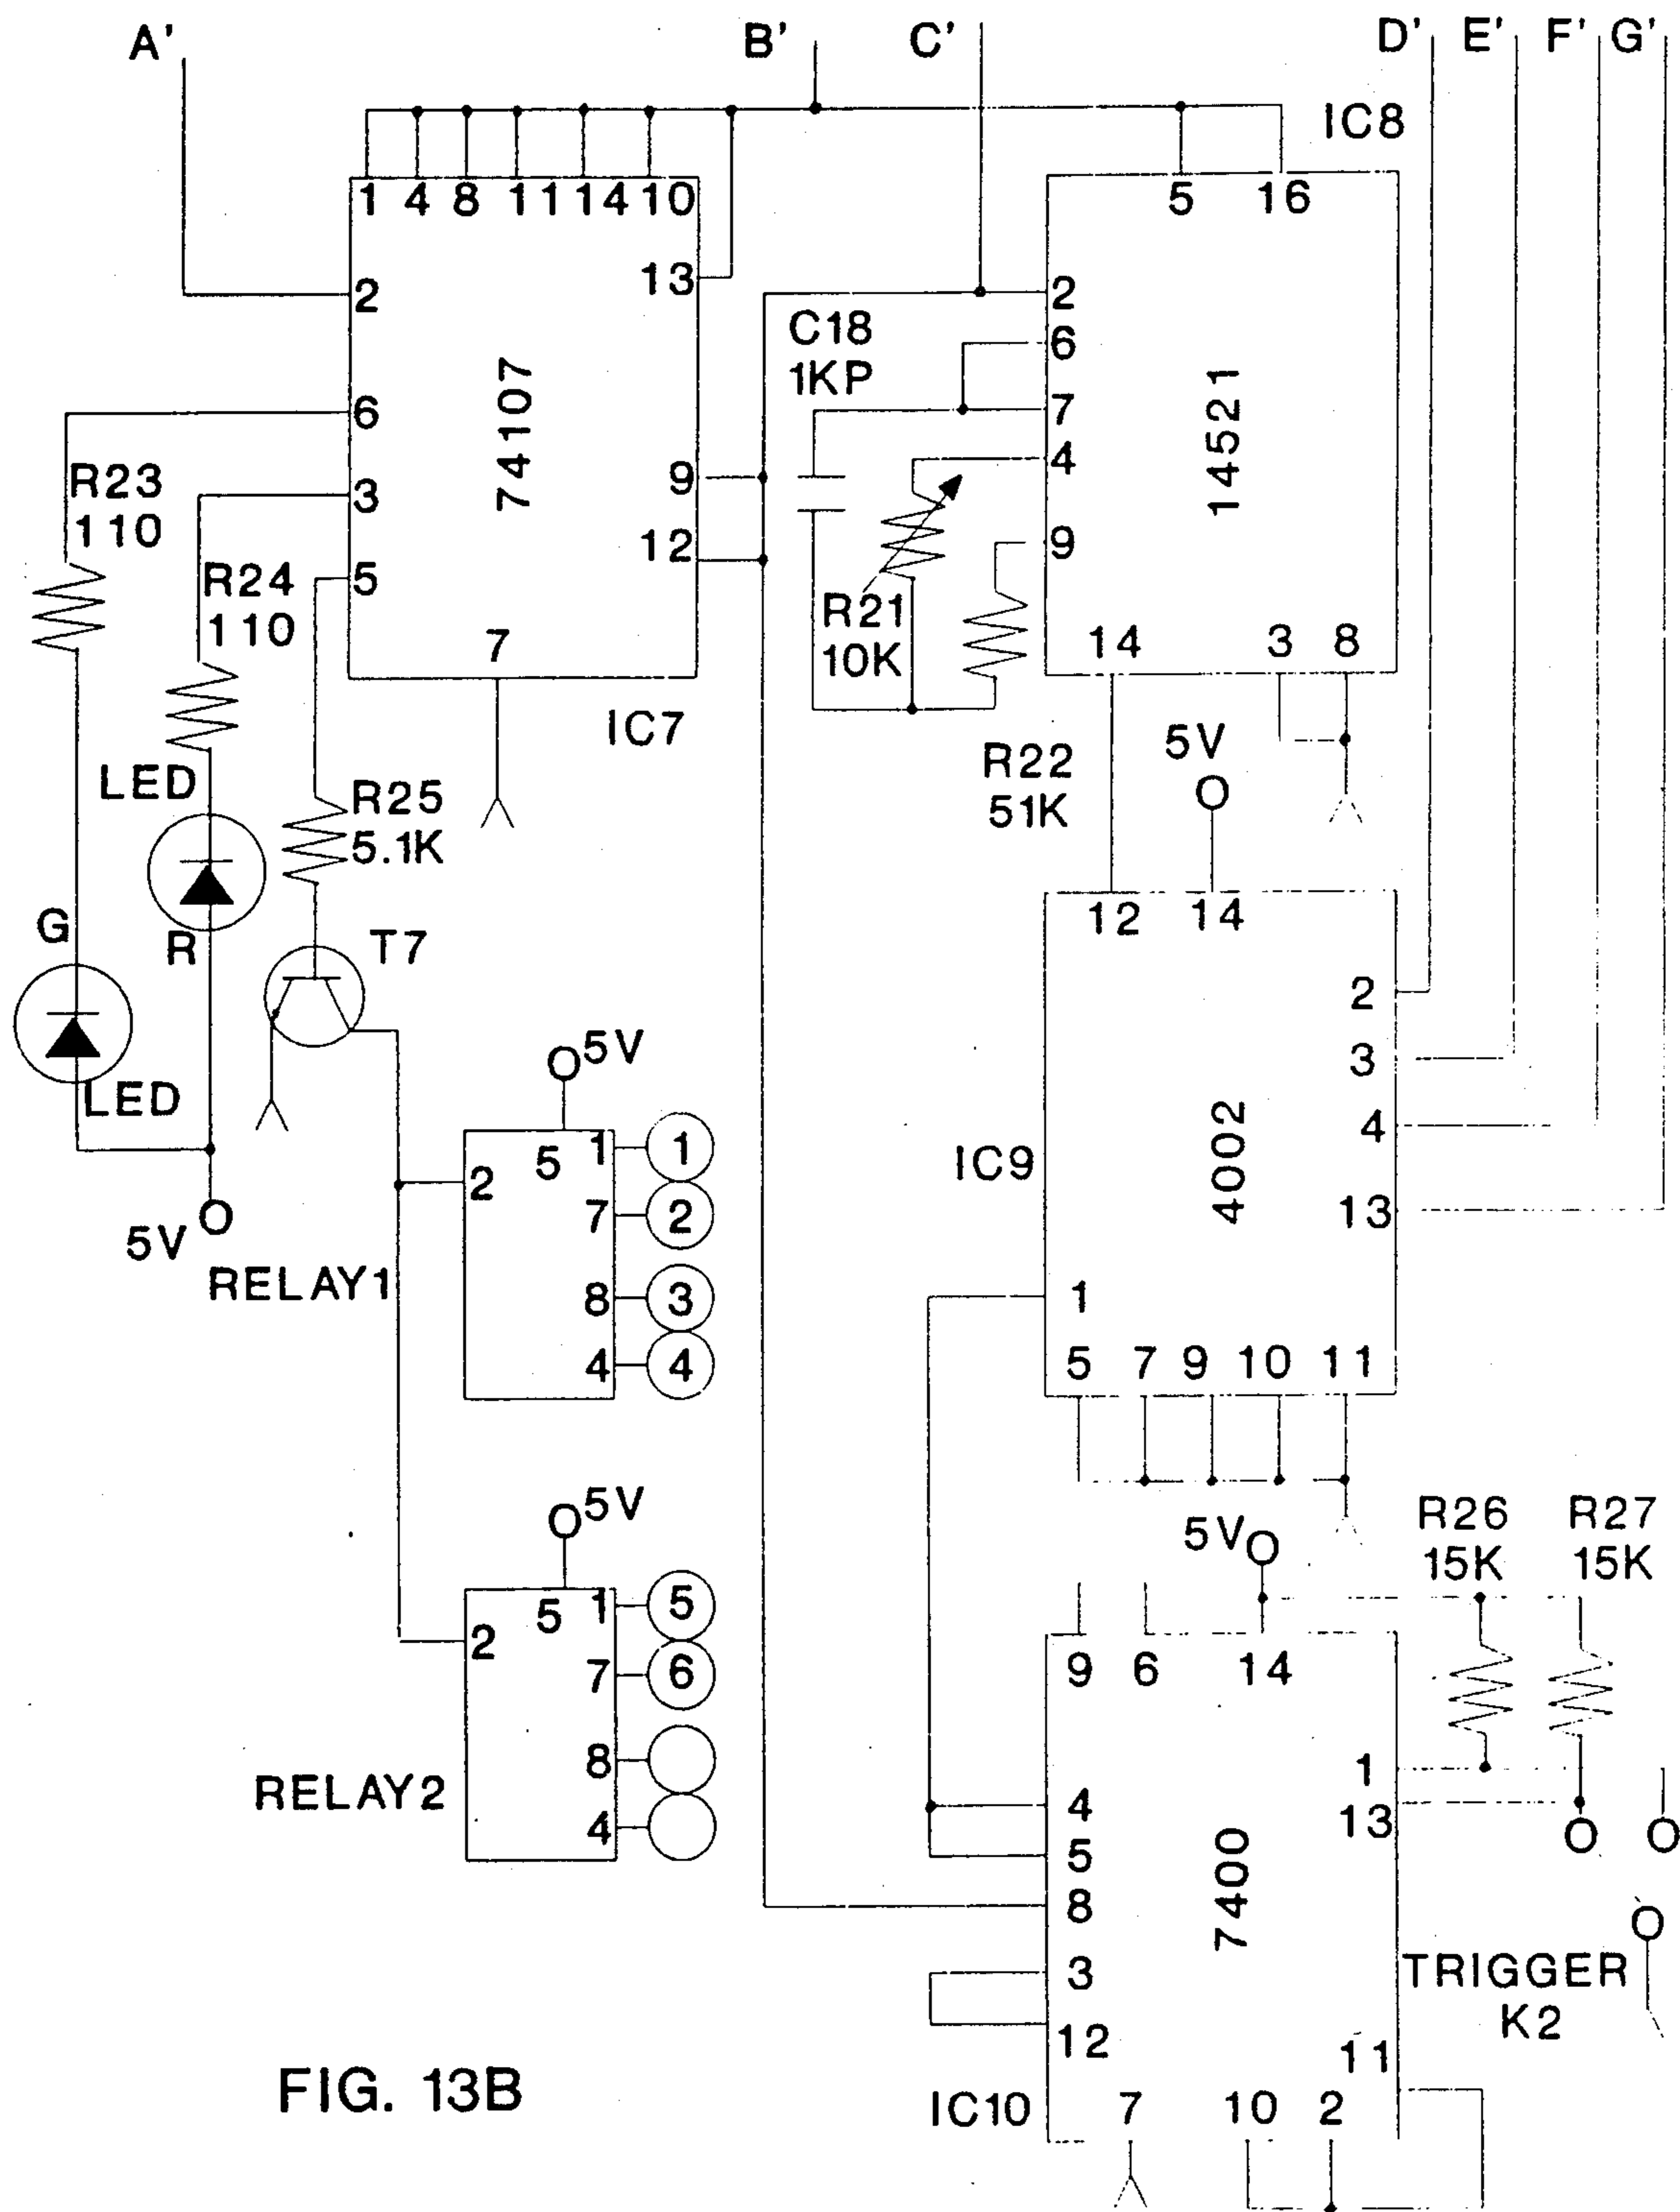 A' B' C' D' E' F' G'
IC8
1 4 8 11 14 10
5 16
13
2
2
C18
1KP
6
7
4
9
74107
14521
6
3
5
9
12
R23
110
R24
110
R21
10K
7
14 3 8
IC7
R22
51K
5V
LED
R25
5.1K
G
R
T7
LED
12 14
2
3
4
13
4002
IC9
5V
5 1 1
2
7 2
8 3
4 4
5V
RELAY1
1
5 7 9 10 11
5V
5V
R26
15K
R27
15K
5 1 5
2
7 6
8
4
RELAY2
9 6 14
1
13
4
5
8
3
12
7400
TRIGGER
K2
11
IC10
7 10 2
FIG. 13B